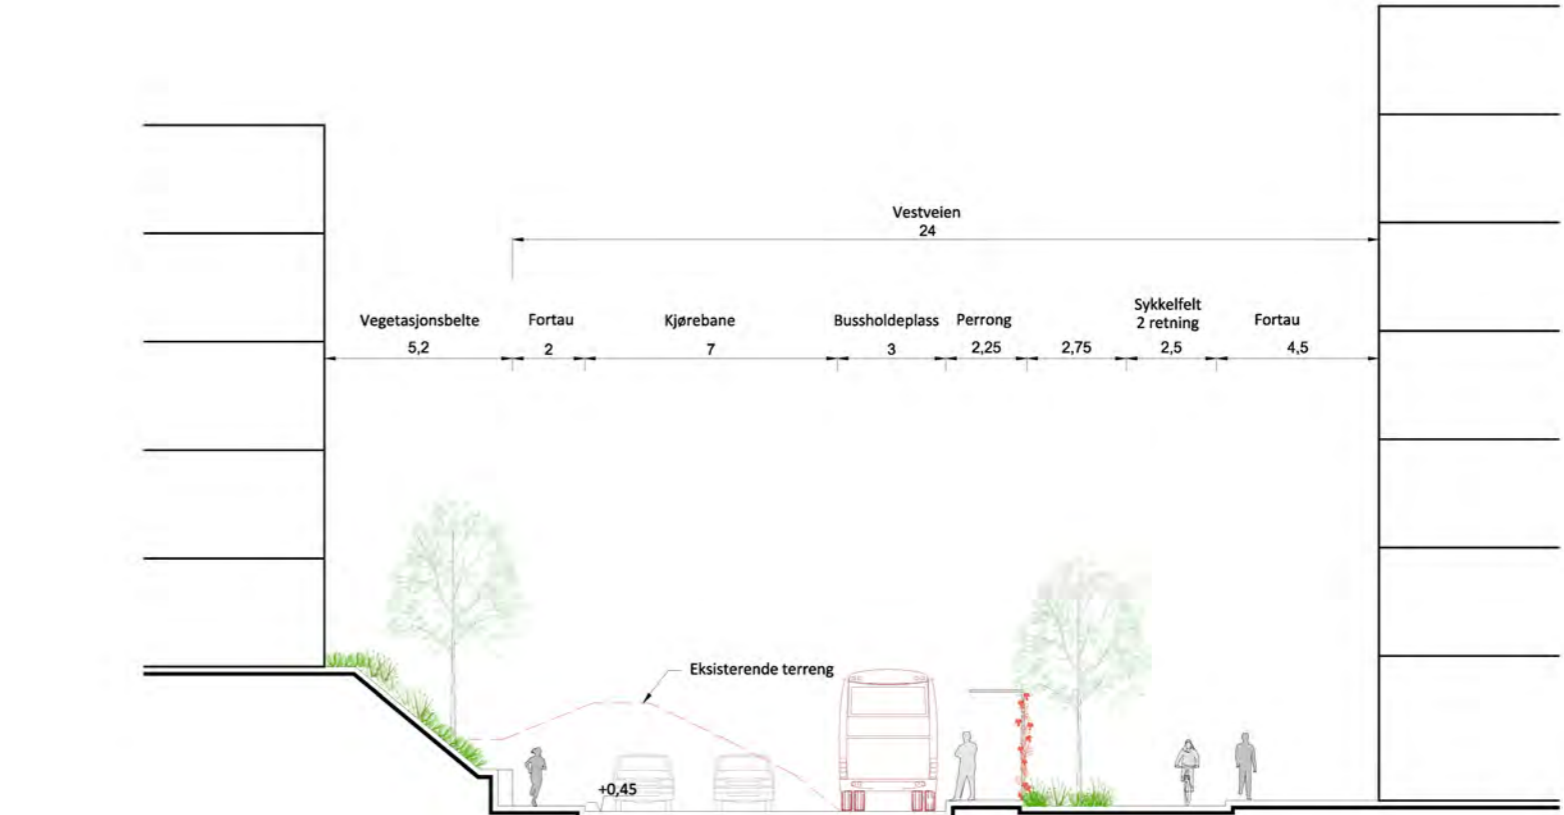 Vestveien
24
Vegetasjonsbelte
Fortau
Kjørebane
Bussholdeplass
Perrong
Sykkelfelt
2 retning
Fortau
5,2
2
7
3
2,25
2,75
2,5
4,5
Eksisterende terreng
+0,45